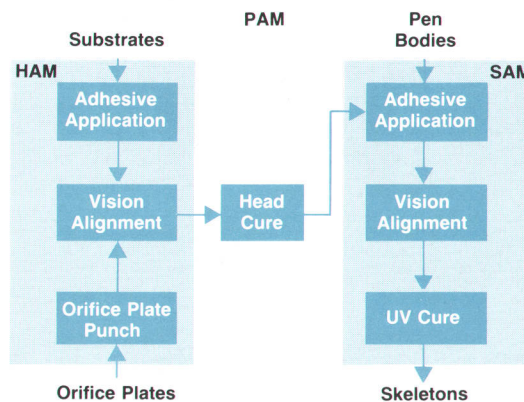 PAM
Substrates
Pen
Bodies
HAM
SAM
Adhesive
Application
Adhesive
Application
Vision
Alignment
Head
Cure
Vision
Alignment
Orifice Plate
Punch
UV Cure
Orifice Plates
Skeletons